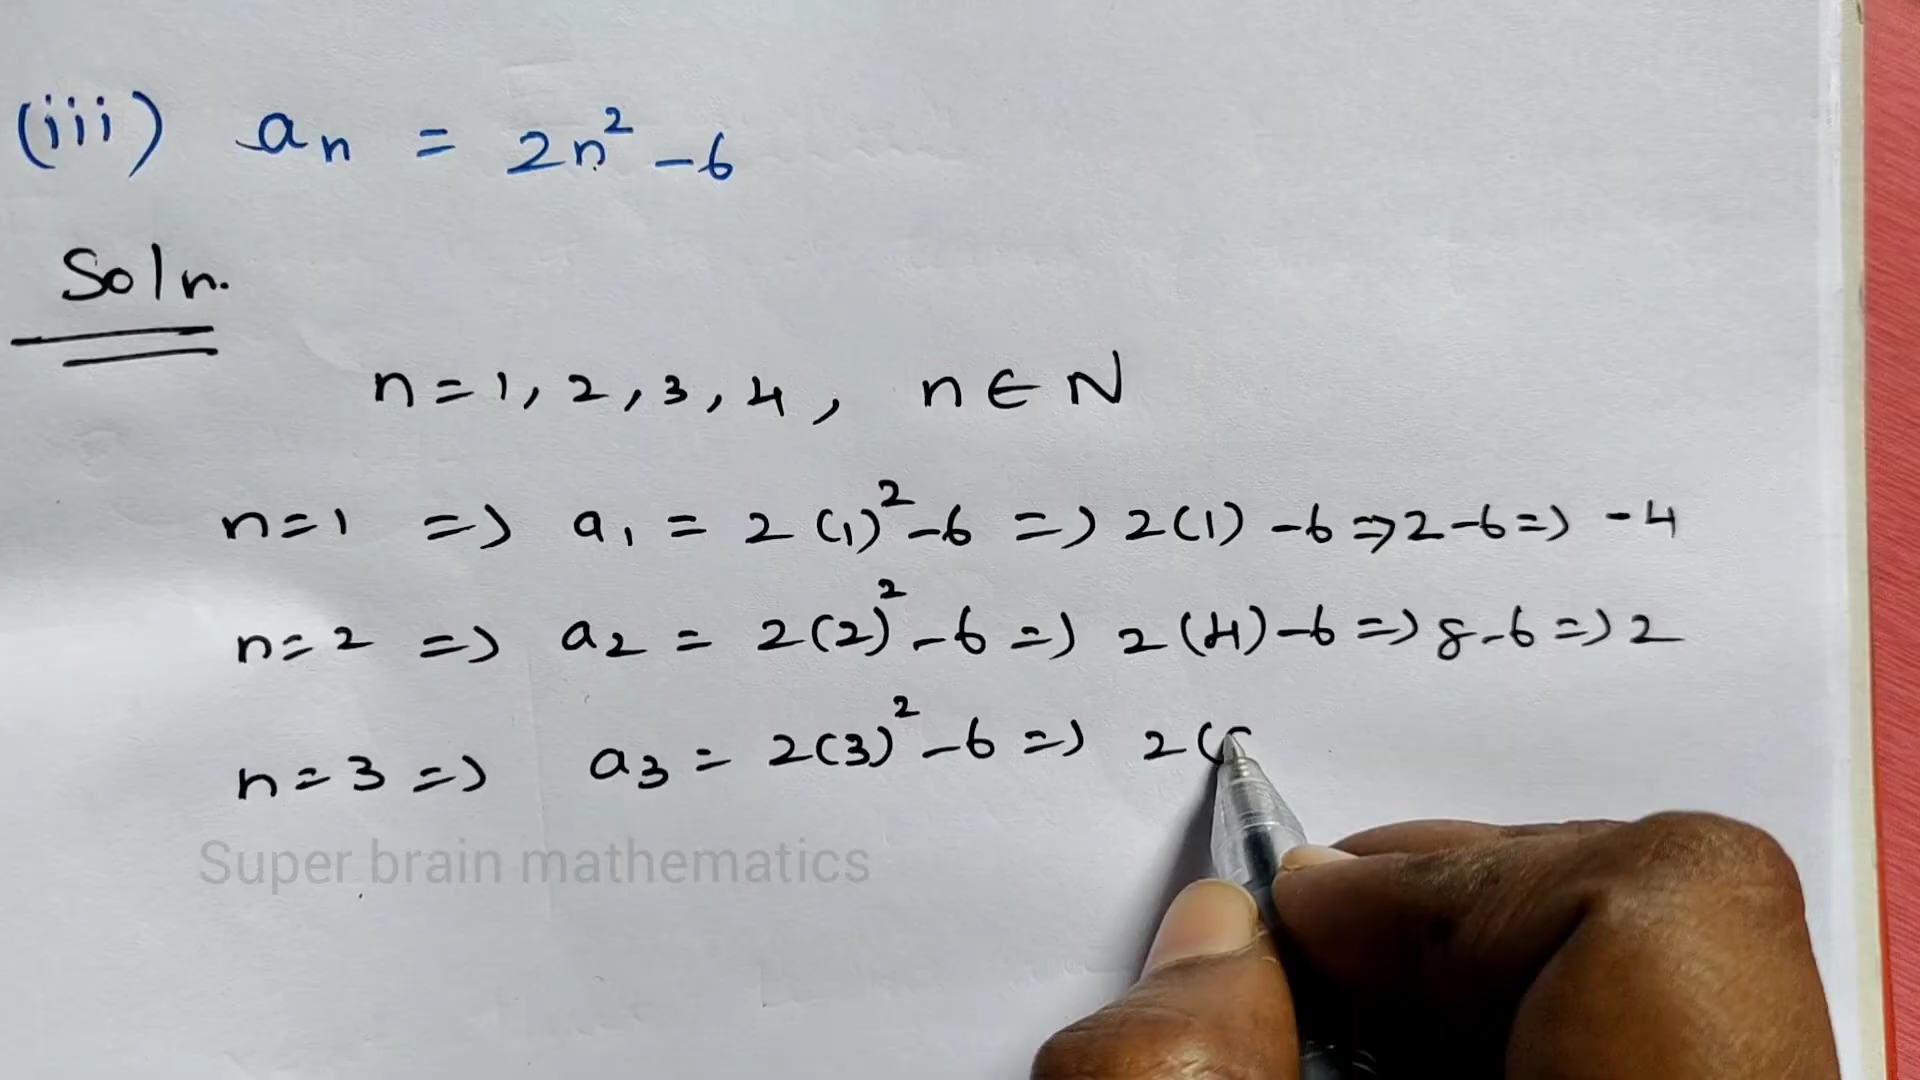 (iii) aₙ = 2n² - 6
Soln.
n = 1, 2, 3, 4, n ∈ N
n=1 => a₁ = 2(1)² - 6 => 2(1) - 6 => 2 - 6 => -4
n=2 => a₂ = 2(2)² - 6 => 2(4) - 6 => 8 - 6 => 2
n=3 => a₃ = 2(3)² - 6 => 2(
Super brain mathematics